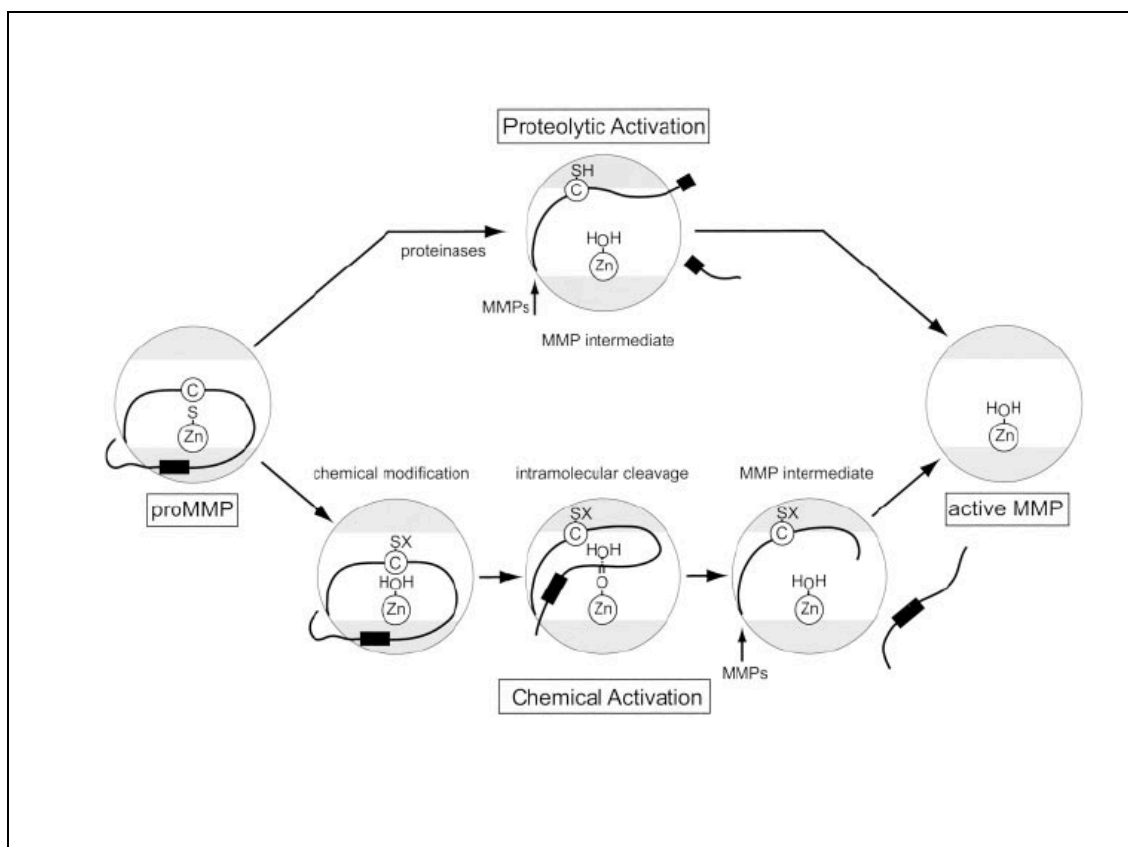 Proteolytic Activation
SH
C
proteinases
HOH
Zn
MMPs
MMP intermediate
C
S
Zn
proMMP
HOH
Zn
active MMP
chemical modification
intramolecular cleavage
MMP intermediate
SX
C
HOH
Zn
SX
C
HOH
O
Zn
SX
C
HOH
Zn
MMPs
Chemical Activation